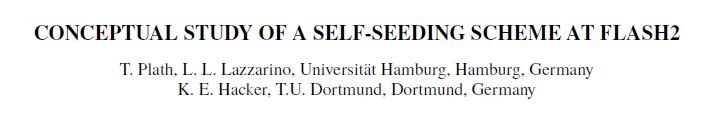 CONCEPTUAL STUDY OF A SELF-SEEDING SCHEME AT FLASH2
T. Plath, L. L. Lazzarino, Universität Hamburg, Hamburg, Germany
K. E. Hacker, T.U. Dortmund, Dortmund, Germany